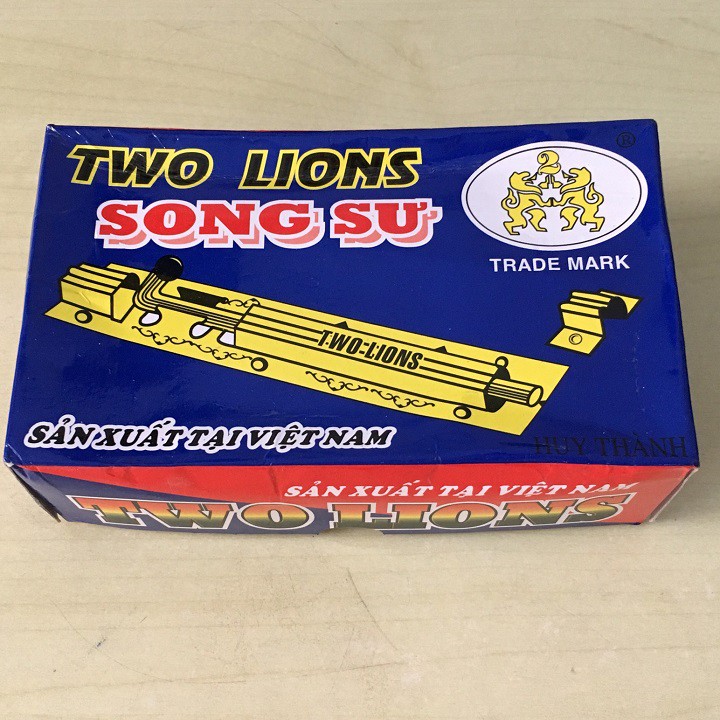 TWO LIONS
SONG SƯ
®
2
TRADE MARK
TWO-LIONS
©
SẢN XUẤT TẠI VIỆT NAM
HUY THÀNH
SẢN XUẤT TẠI VIỆT NAM
TWO LIONS